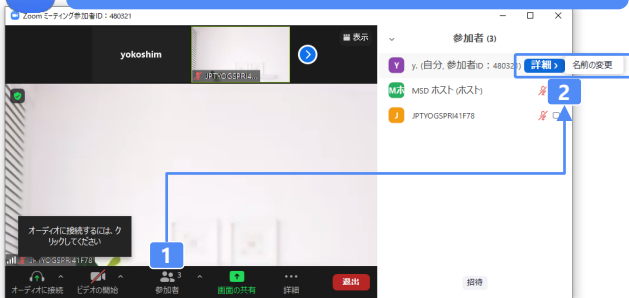 Zoom ミーティング参加者ID：480321
表示
yokoshim
JPTYOGSPRI4...
参加者 (3)
Y y. (自分, 参加者ID：480321) 詳細 > 名前の変更
Mホ MSD ホスト (ホスト)
2
J JPTYOGSPRI41F78
オーディオに接続するには、ク
リックしてください
1
JPTYOGSPRI41F78
3
オーディオに接続 ビデオの開始 参加者 画面の共有 詳細 退出
招待